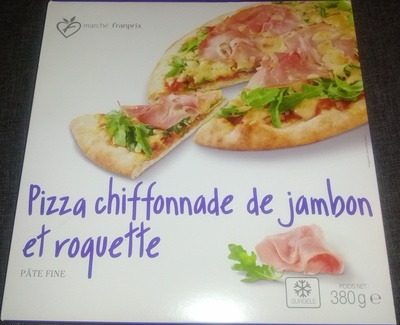 marché franprix
Pizza chiffonnade de jambon
et roquette
PÂTE FINE
SURGELÉ
POIDS NET
380g e